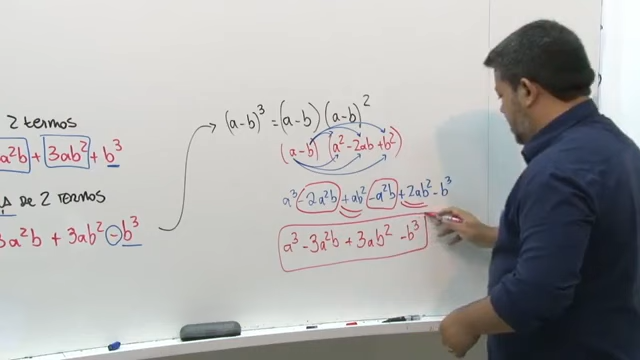 2 termos
a²b + 3ab² + b³
de 2 termos
3a²b + 3ab² - b³
(a-b)³ = (a-b)(a-b)²
(a-b)(a² - 2ab + b²)
a³ - 2a²b + ab² - a²b + 2ab² - b³
a³ - 3a²b + 3ab² - b³